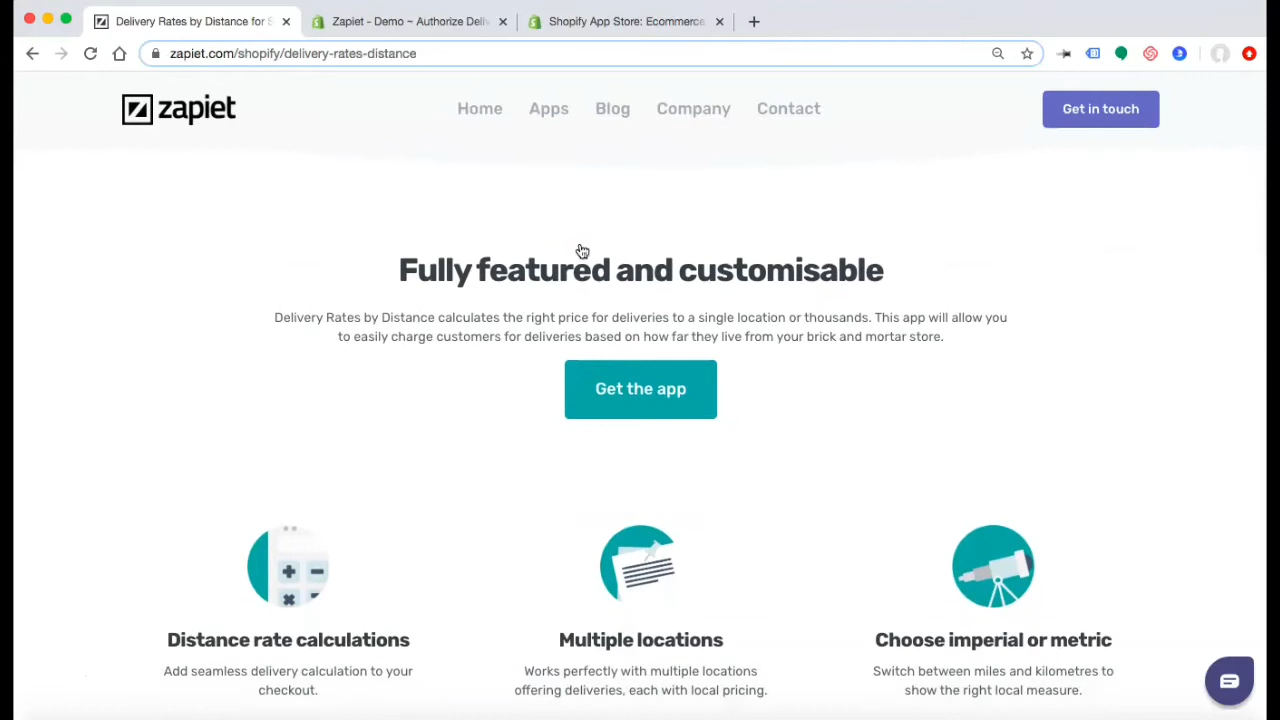 Delivery Rates by Distance for S
Zapiet - Demo ~ Authorize Deliv
Shopify App Store: Ecommerce
zapiet.com/shopify/delivery-rates-distance
zapiet
Home
Apps
Blog
Company
Contact
Get in touch
Fully featured and customisable
Delivery Rates by Distance calculates the right price for deliveries to a single location or thousands. This app will allow you
to easily charge customers for deliveries based on how far they live from your brick and mortar store.
Get the app
Distance rate calculations
Add seamless delivery calculation to your
checkout.
Multiple locations
Works perfectly with multiple locations
offering deliveries, each with local pricing.
Choose imperial or metric
Switch between miles and kilometres to
show the right local measure.